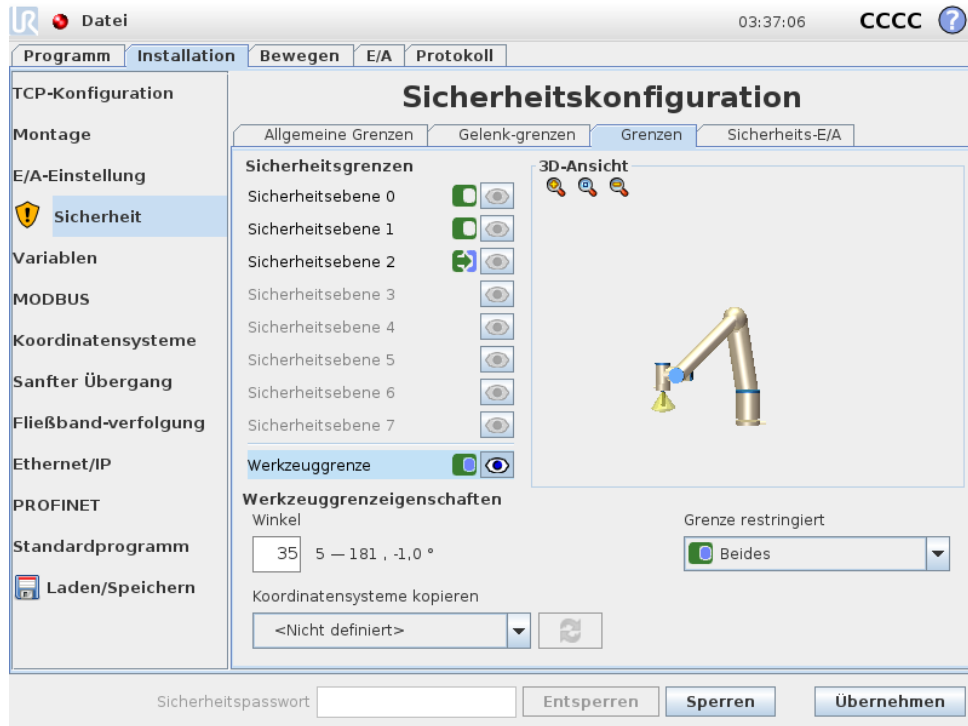 UR Datei 03:37:06 CCCC ?
Programm Installation Bewegen E/A Protokoll
TCP-Konfiguration
Montage
E/A-Einstellung
Sicherheit
Variablen
MODBUS
Koordinatensysteme
Sanfter Übergang
Fließband-verfolgung
Ethernet/IP
PROFINET
Standardprogramm
Laden/Speichern
Sicherheitskonfiguration
Allgemeine Grenzen Gelenk-grenzen Grenzen Sicherheits-E/A
Sicherheitsgrenzen
Sicherheitsebene 0
Sicherheitsebene 1
Sicherheitsebene 2
Sicherheitsebene 3
Sicherheitsebene 4
Sicherheitsebene 5
Sicherheitsebene 6
Sicherheitsebene 7
Werkzeuggrenze
3D-Ansicht
Werkzeuggrenzeigenschaften
Winkel
35 5 — 181 , -1,0 °
Grenze restringiert
Beides
Koordinatensysteme kopieren
<Nicht definiert>
Sicherheitspasswort Entsperren Sperren Übernehmen